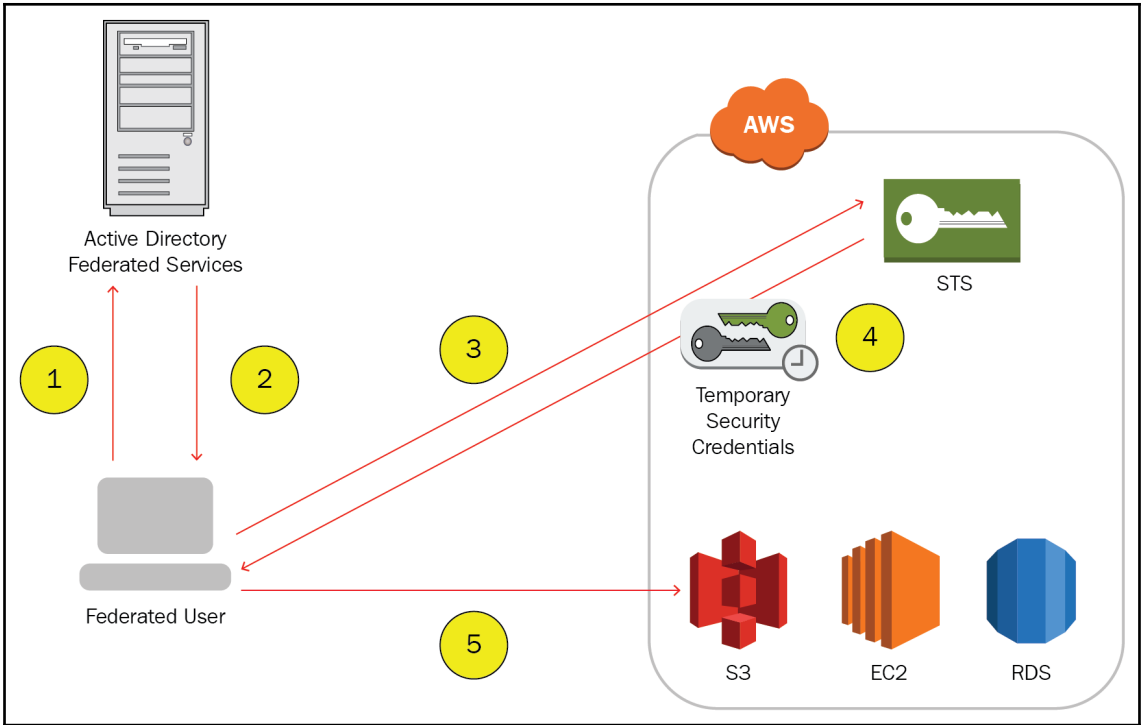 AWS
Active Directory
Federated Services
STS
1
2
3
4
Temporary
Security
Credentials
Federated User
5
S3
EC2
RDS